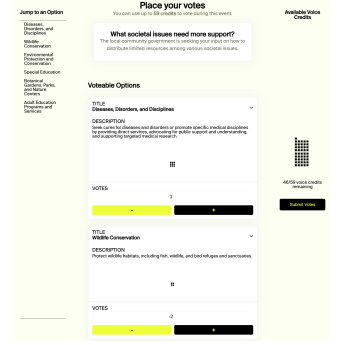 Jump to an Option
Diseases,
Disorders, and
Disciplines
Wildlife
Conservation
Environmental
Protection and
Conservation
Special Education
Botanical
Gardens, Parks,
and Nature
Centers
Adult Education
Programs and
Services
Place your votes
You can use up to 59 credits to vote during this event.
What societal issues need more support?
The local community government is seeking your input on how to
distribute limited resources among various societal issues.
Voteable Options
TITLE
Diseases, Disorders, and Disciplines
DESCRIPTION
Seek cures for diseases and disorders or promote specific medical disciplines
by providing direct services, advocating for public support and understanding,
and supporting targeted medical research.
VOTES
3
-
+
TITLE
Wildlife Conservation
DESCRIPTION
Protect wildlife habitats, including fish, wildlife, and bird refuges and sanctuaries.
VOTES
-2
-
+
Available Voice
Credits
46/59 voice credits
remaining
Submit Votes